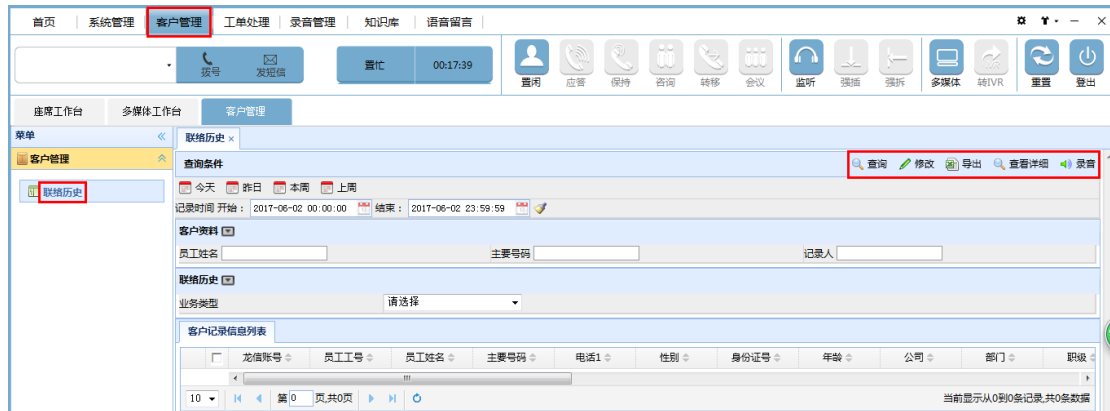 首页 系统管理 客户管理 工单处理 录音管理 知识库 语音留言
拨号 发短信 置忙 00:17:39 置闲 应答 保持 咨询 转移 会议 监听 强插 强拆 多媒体 转IVR 重置 登出
座席工作台 多媒体工作台 客户管理
菜单 联络历史
客户管理 查询条件 查询 修改 导出 查看详细 录音
联络历史 今天 昨日 本周 上周
记录时间 开始： 2017-06-02 00:00:00 结束： 2017-06-02 23:59:59
客户资料
员工姓名 主要号码 记录人
联络历史
业务类型 请选择
客户记录信息列表
龙信账号 员工工号 员工姓名 主要号码 电话1 性别 身份证号 年龄 公司 部门 职级
10 第0 页,共0页 当前显示从0到0条记录,共0条数据